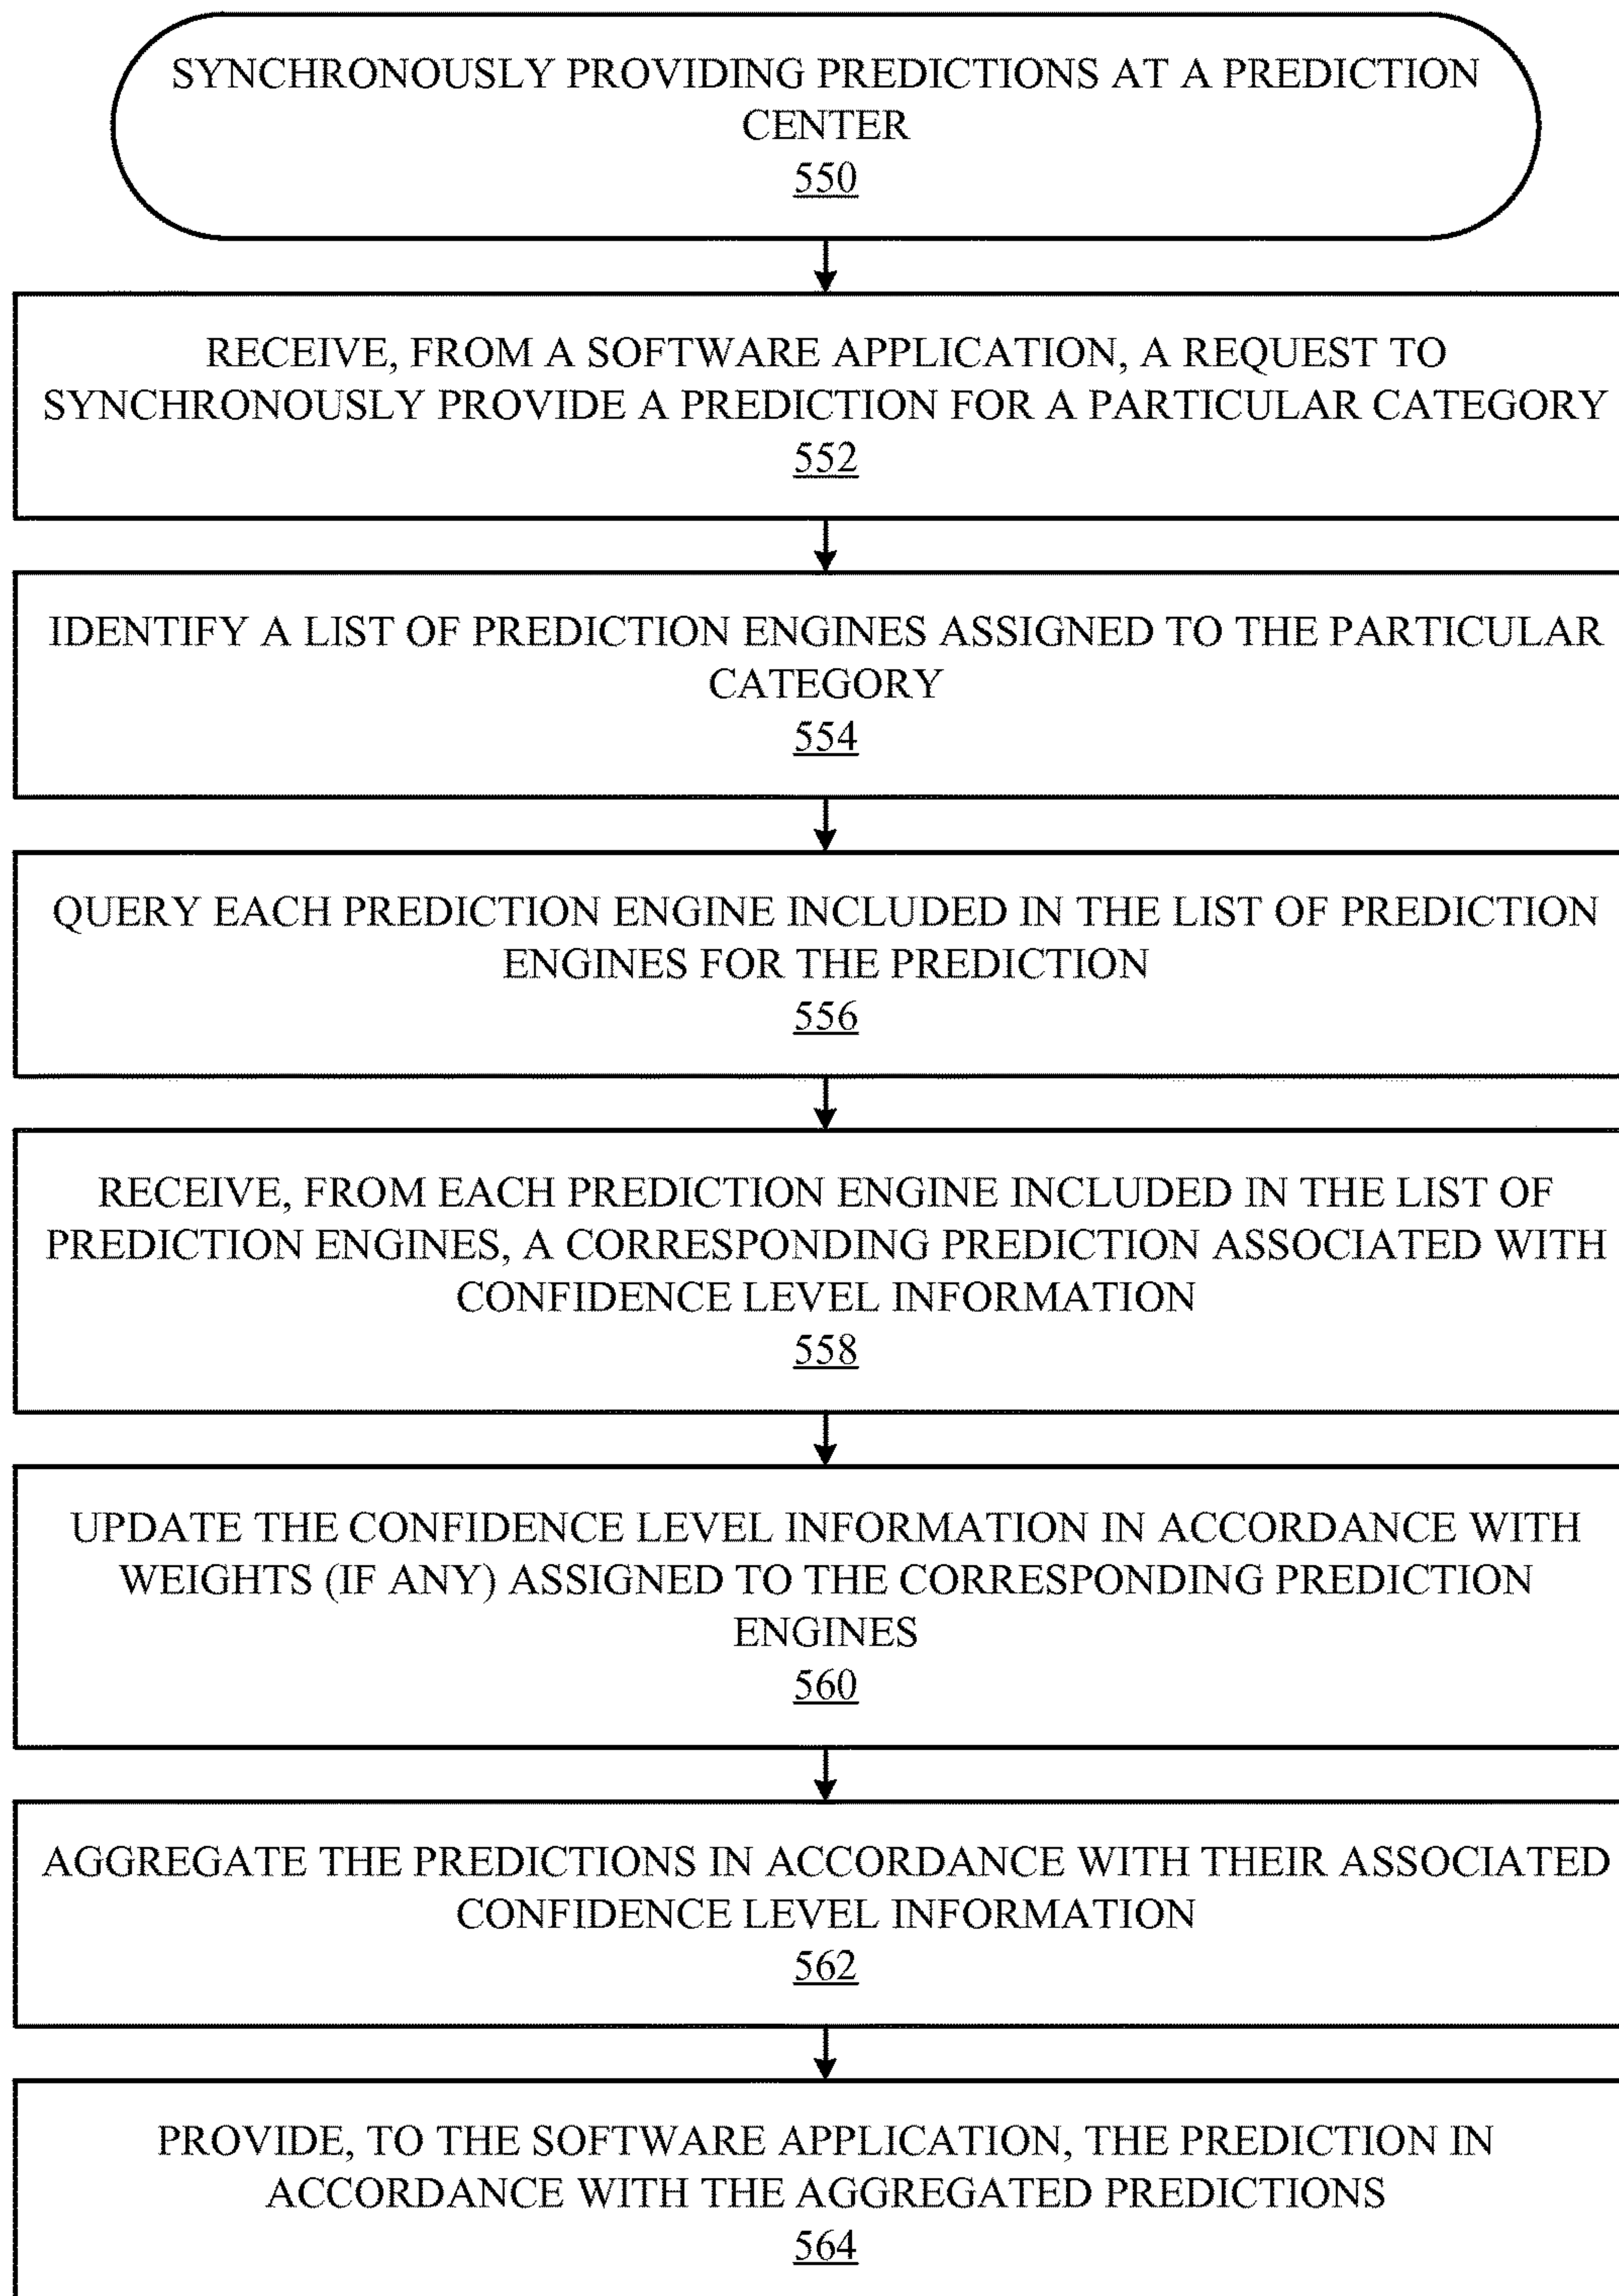 SYNCHRONOUSLY PROVIDING PREDICTIONS AT A PREDICTION
CENTER
550
RECEIVE, FROM A SOFTWARE APPLICATION, A REQUEST TO
SYNCHRONOUSLY PROVIDE A PREDICTION FOR A PARTICULAR CATEGORY
552
IDENTIFY A LIST OF PREDICTION ENGINES ASSIGNED TO THE PARTICULAR
CATEGORY
554
QUERY EACH PREDICTION ENGINE INCLUDED IN THE LIST OF PREDICTION
ENGINES FOR THE PREDICTION
556
RECEIVE, FROM EACH PREDICTION ENGINE INCLUDED IN THE LIST OF
PREDICTION ENGINES, A CORRESPONDING PREDICTION ASSOCIATED WITH
CONFIDENCE LEVEL INFORMATION
558
UPDATE THE CONFIDENCE LEVEL INFORMATION IN ACCORDANCE WITH
WEIGHTS (IF ANY) ASSIGNED TO THE CORRESPONDING PREDICTION
ENGINES
560
AGGREGATE THE PREDICTIONS IN ACCORDANCE WITH THEIR ASSOCIATED
CONFIDENCE LEVEL INFORMATION
562
PROVIDE, TO THE SOFTWARE APPLICATION, THE PREDICTION IN
ACCORDANCE WITH THE AGGREGATED PREDICTIONS
564